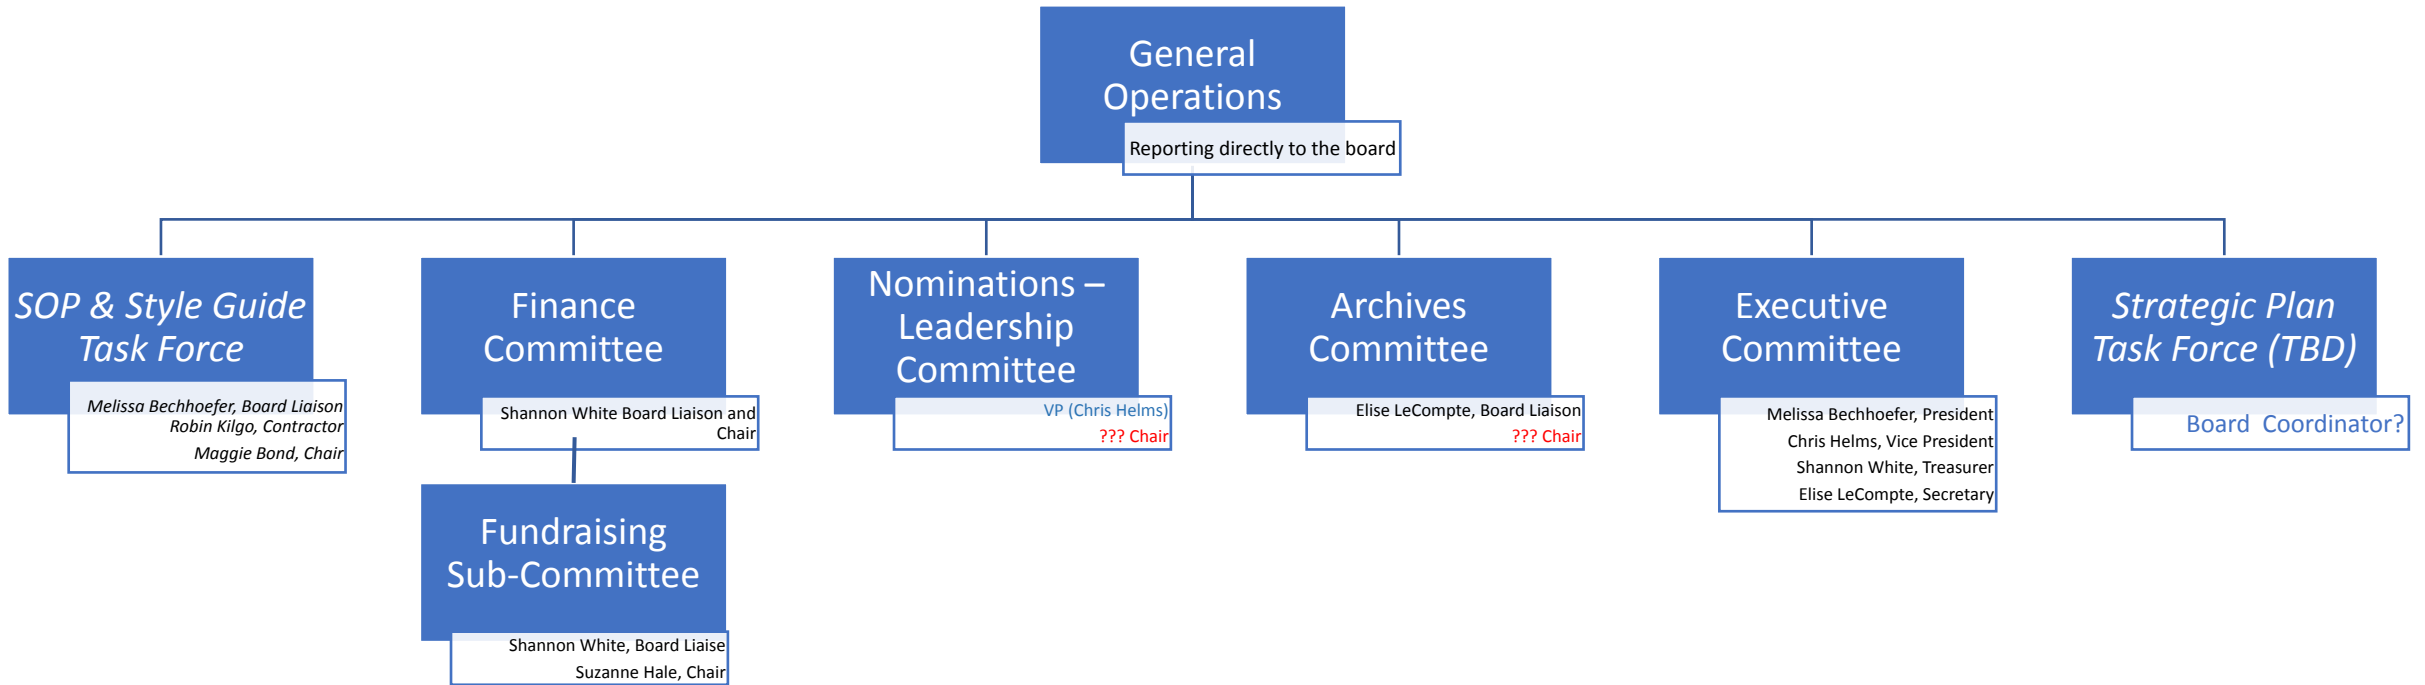 General
Operations
Reporting directly to the board
SOP & Style Guide
Task Force
Melissa Bechhoefer, Board Liaison
Robin Kilgo, Contractor
Maggie Bond, Chair
Finance
Committee
Shannon White Board Liaison and
Chair
Fundraising
Sub-Committee
Shannon White, Board Liaise
Suzanne Hale, Chair
Nominations –
Leadership
Committee
VP (Chris Helms)
??? Chair
Archives
Committee
Elise LeCompte, Board Liaison
??? Chair
Executive
Committee
Melissa Bechhoefer, President
Chris Helms, Vice President
Shannon White, Treasurer
Elise LeCompte, Secretary
Strategic Plan
Task Force (TBD)
Board  Coordinator?